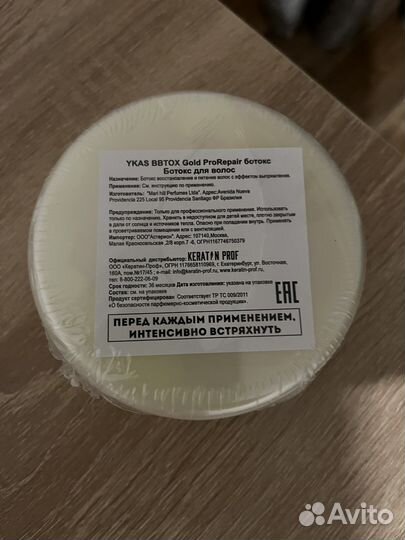 YKAS BBTOX Gold ProRepair ботокс
Ботокс для волос
Назначение: Ботокс восстановление и питание волос с эффектом выпрямления.
Применение: См. инструкцию по применению.
Изготовитель: "Mari hill Perfumes Ltda". Адрес:Avenida Nueva
Providencia 225 Local 95 Providencia Santiago ФР Бразилия
Предупреждение: Только для профессионального применения. Использовать
только по назначению. Хранить в недоступном для детей месте, плотно закрытым в
дали от солнца и источников тепла. Опасно при попадании внутрь. Применять в
проветриваемом помещении или с вентиляцией.
Импортер: ООО"Астерион". Адрес: 107140,Москва,
Малая Красносельская ,2/8 корп.7 -6, ОГРН1167746750379
Официальный дистрибьютор: KERATIN PROF
ООО «Кератин-Проф», ОГРН 1176658110969, г. Екатеринбург, ул. Восточная,
160А, пом.№17/45 ; e-mail:info@keratin-prof.ru, www.keratin-prof.ru,
тел: 8-800-222-06-09
Срок годности: 36 месяцев Дата изготовления: указана на упаковке
Состав: см. на упаковке
Продукт сертифицирован: Соответствует ТР ТС 009/2011
«О безопасности парфюмерно-косметической продукции».
EAC
ПЕРЕД КАЖДЫМ ПРИМЕНЕНИЕМ,
ИНТЕНСИВНО ВСТРЯХНУТЬ
Avito